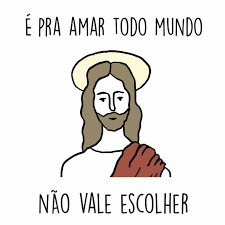 É PRA AMAR TODO MUNDO
NÃO VALE ESCOLHER